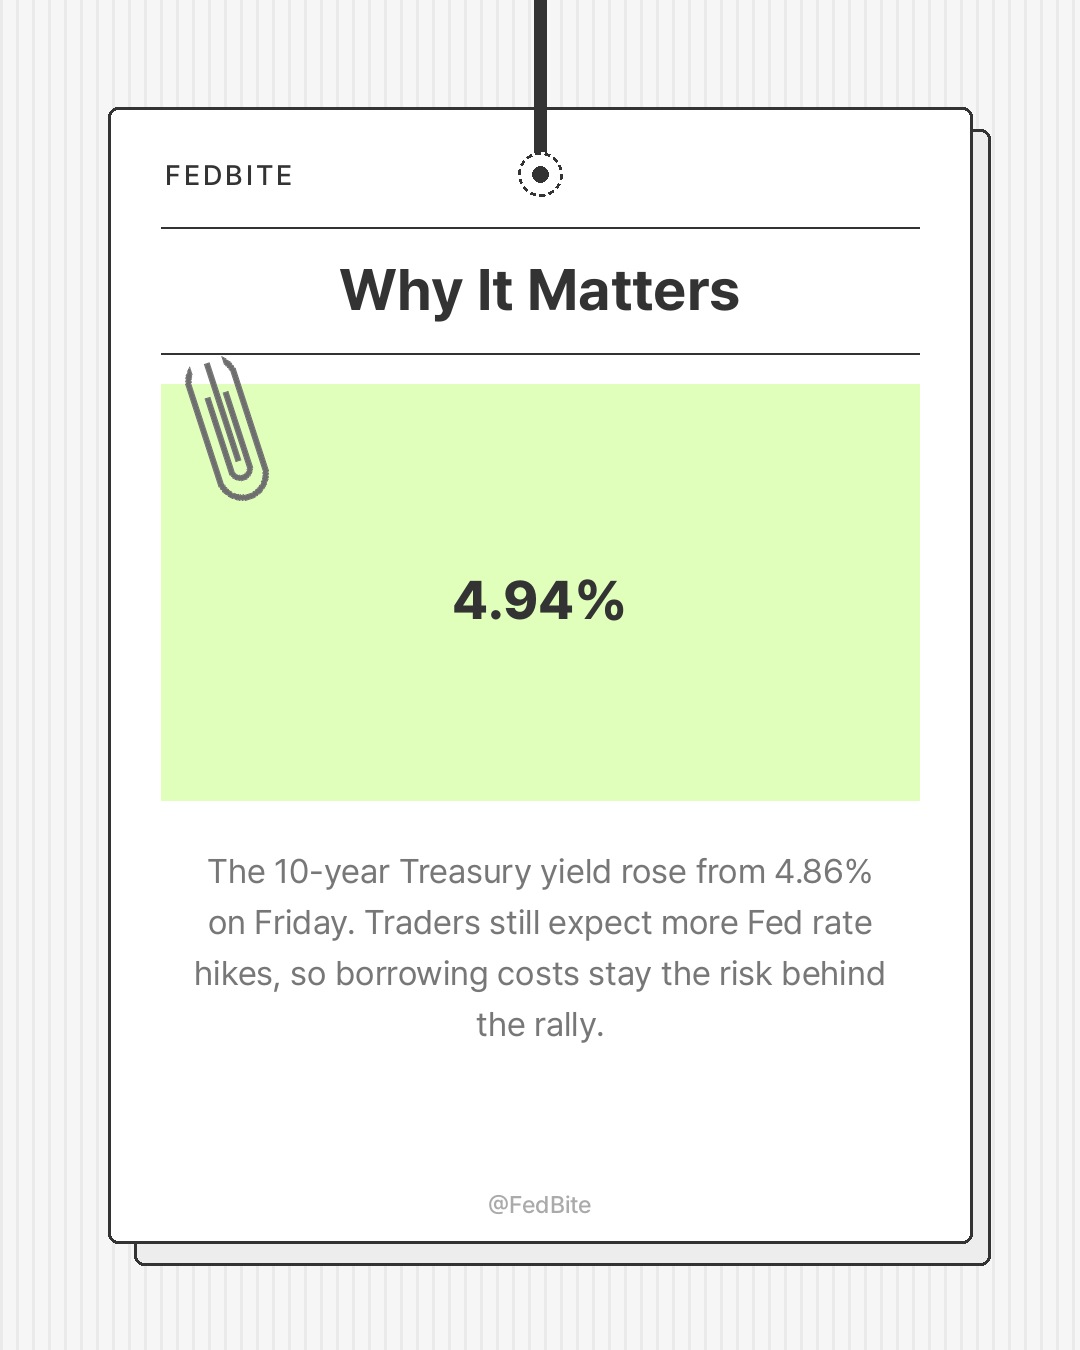 FEDBITE
Why It Matters
4.94%
The 10-year Treasury yield rose from 4.86%
on Friday. Traders still expect more Fed rate
hikes, so borrowing costs stay the risk behind
the rally.
@FedBite